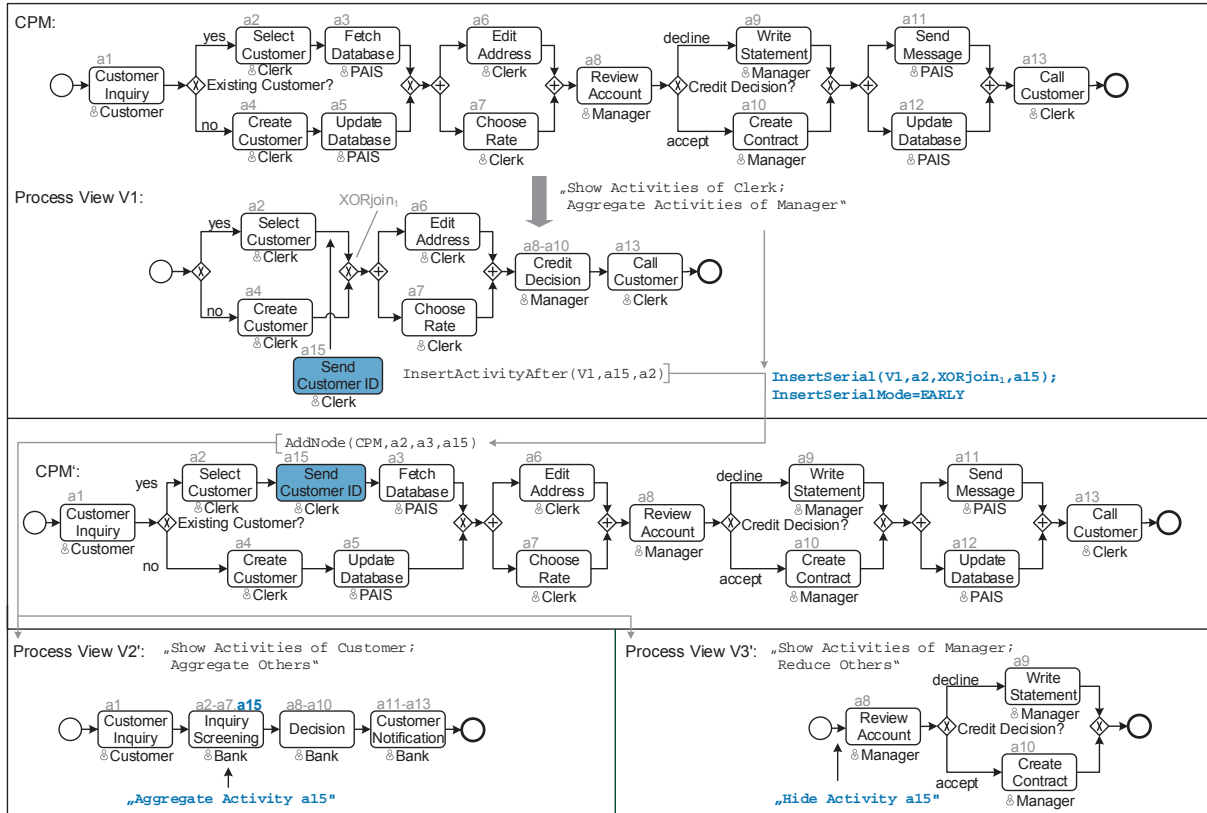 CPM:
a1
Customer
Inquiry
Customer
yes
Existing Customer?
no
a2
Select
Customer
Clerk
a3
Fetch
Database
PAIS
a4
Create
Customer
Clerk
a5
Update
Database
PAIS
a6
Edit
Address
Clerk
a7
Choose
Rate
Clerk
a8
Review
Account
Manager
decline
Credit Decision?
accept
a9
Write
Statement
Manager
a10
Create
Contract
Manager
a11
Send
Message
PAIS
a12
Update
Database
PAIS
a13
Call
Customer
Clerk
Process View V1:
„Show Activities of Clerk;
Aggregate Activities of Manager“
yes
no
a2
Select
Customer
Clerk
a4
Create
Customer
Clerk
XORjoin1
a6
Edit
Address
Clerk
a7
Choose
Rate
Clerk
a8-a10
Credit
Decision
Manager
a13
Call
Customer
Clerk
a15
Send
Customer ID
Clerk
InsertActivityAfter(V1,a15,a2)
InsertSerial(V1,a2,XORjoin1,a15);
InsertSerialMode=EARLY
AddNode(CPM,a2,a3,a15)
CPM‘:
a1
Customer
Inquiry
Customer
yes
Existing Customer?
no
a2
Select
Customer
Clerk
a15
Send
Customer ID
Clerk
a3
Fetch
Database
PAIS
a4
Create
Customer
Clerk
a5
Update
Database
PAIS
a6
Edit
Address
Clerk
a7
Choose
Rate
Clerk
a8
Review
Account
Manager
decline
Credit Decision?
accept
a9
Write
Statement
Manager
a10
Create
Contract
Manager
a11
Send
Message
PAIS
a12
Update
Database
PAIS
a13
Call
Customer
Clerk
Process View V2':
„Show Activities of Customer;
Aggregate Others“
a1
Customer
Inquiry
Customer
a2-a7,a15
Inquiry
Screening
Bank
a8-a10
Decision
Bank
a11-a13
Customer
Notification
Bank
„Aggregate Activity a15"
Process View V3':
„Show Activities of Manager;
Reduce Others“
a8
Review
Account
Manager
decline
Credit Decision?
accept
a9
Write
Statement
Manager
a10
Create
Contract
Manager
„Hide Activity a15"